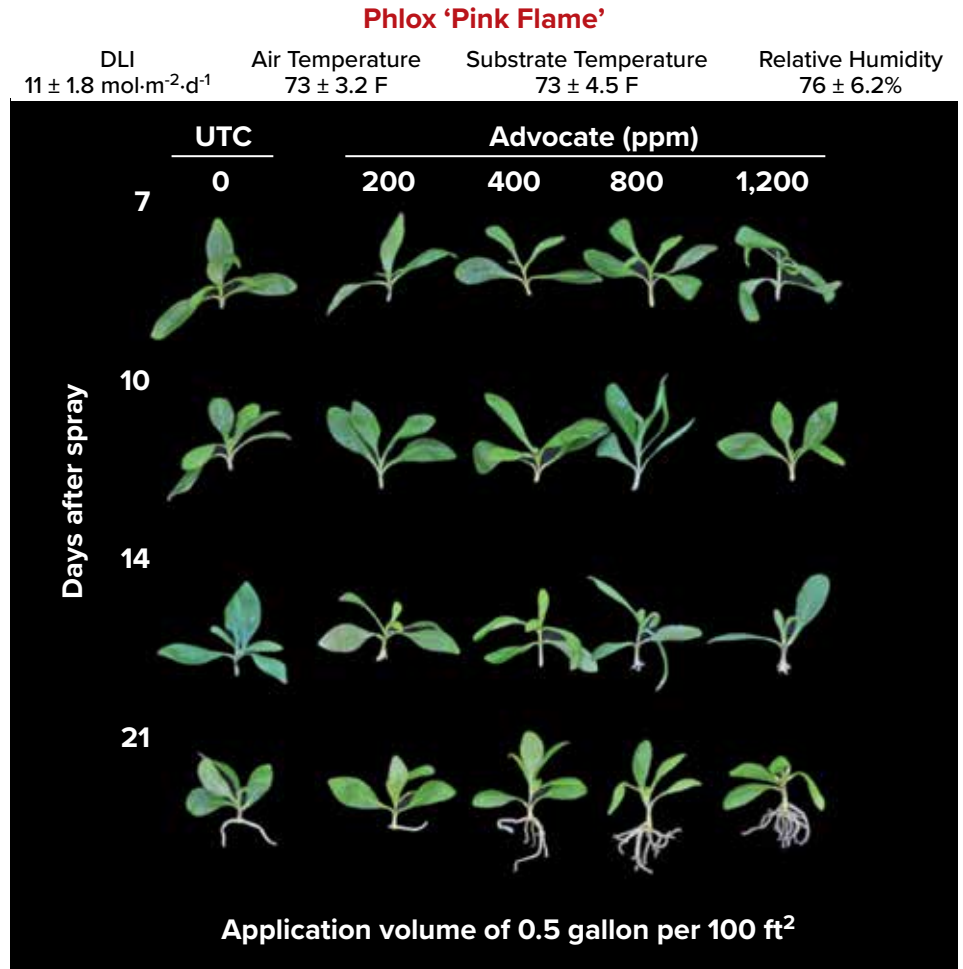 Phlox ‘Pink Flame’
DLI Air Temperature Substrate Temperature Relative Humidity
11 ± 1.8 mol·m-2·d-1 73 ± 3.2 F 73 ± 4.5 F 76 ± 6.2%
UTC Advocate (ppm)
0 200 400 800 1,200
7
10
Days after spray
14
21
Application volume of 0.5 gallon per 100 ft2